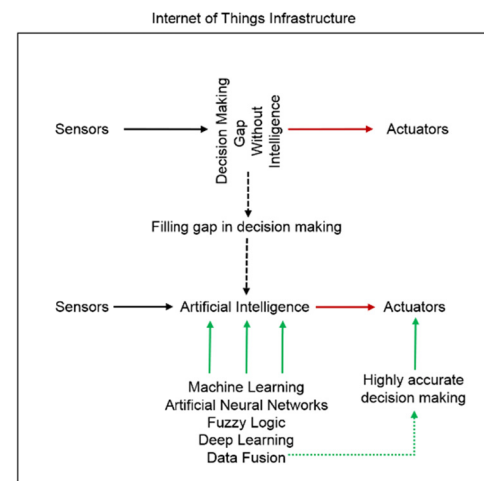 Internet of Things Infrastructure
Sensors
Decision Making
Gap
Without
Intelligence
Actuators
Filling gap in decision making
Sensors
Artificial Intelligence
Actuators
Machine Learning
Artificial Neural Networks
Fuzzy Logic
Deep Learning
Data Fusion
Highly accurate
decision making